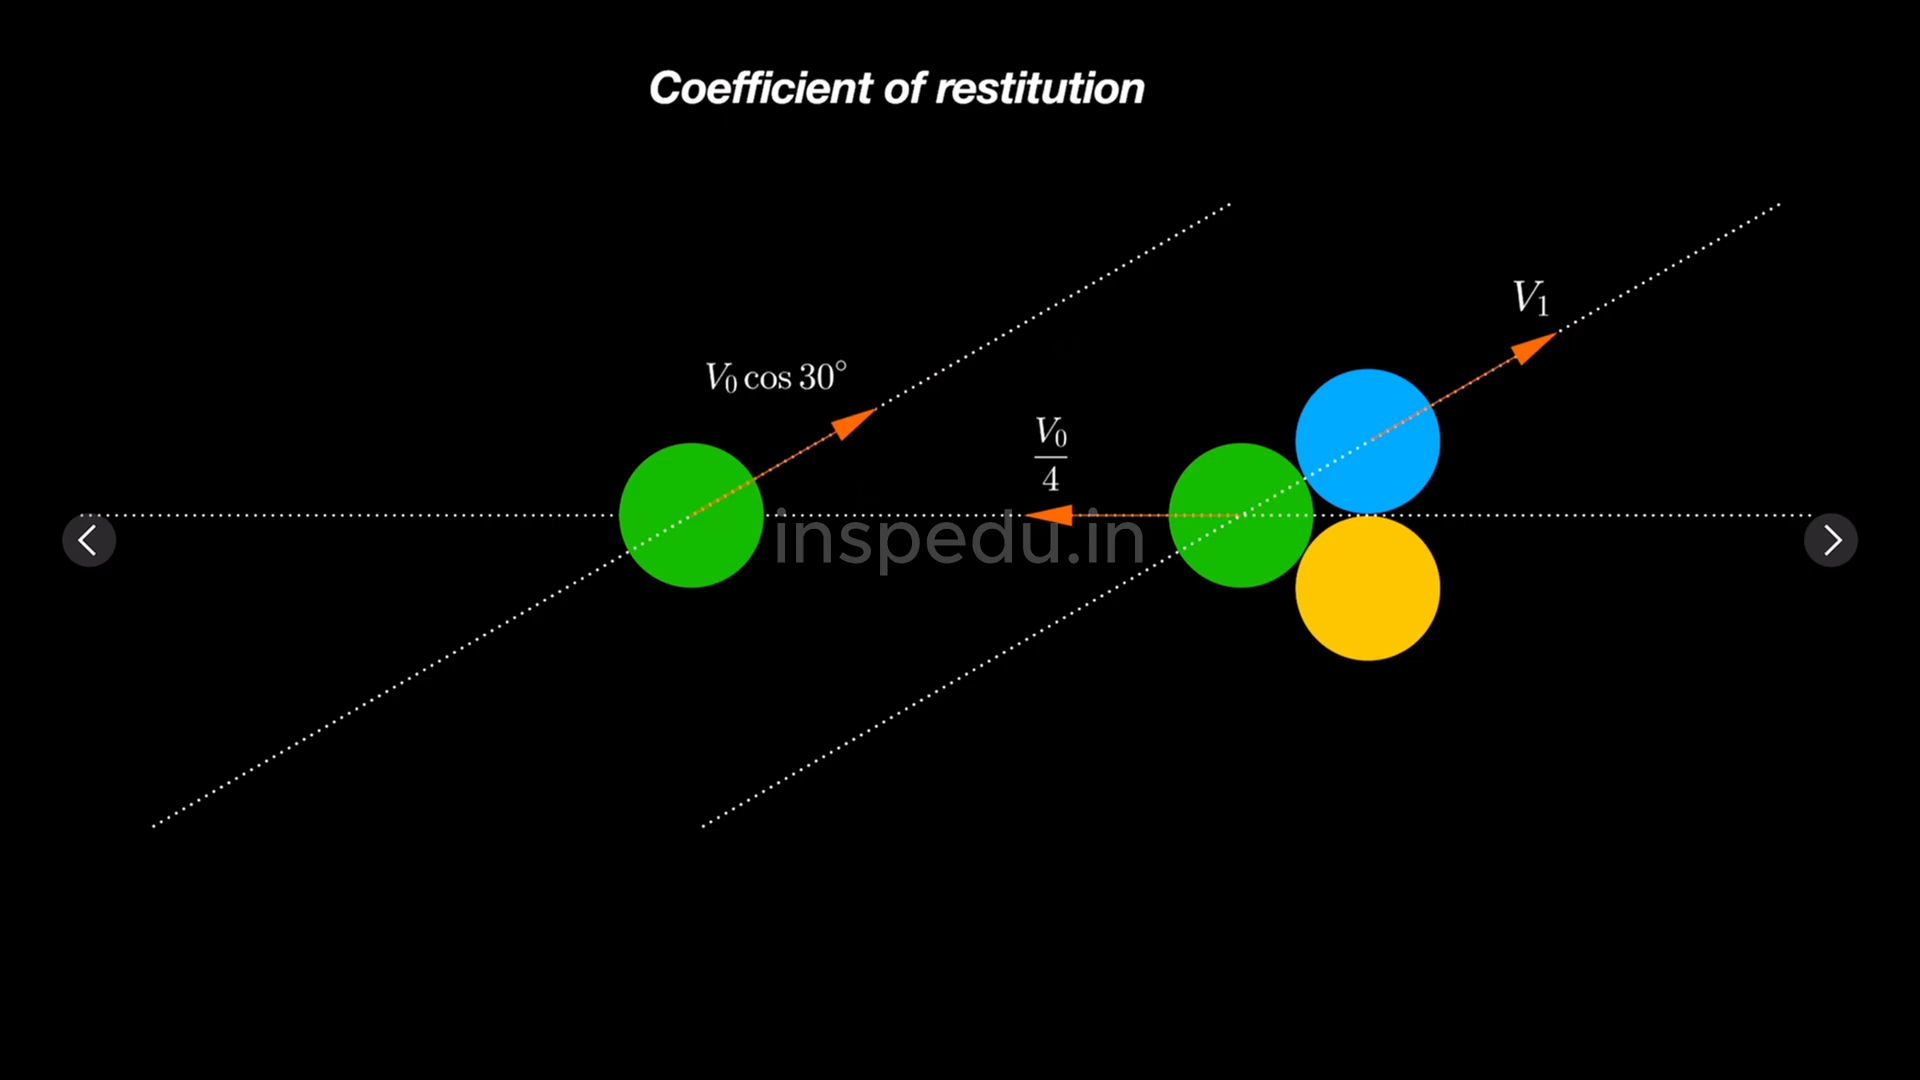 Coefficient of restitution
V₁
V₀ cos 30°
V₀/4
inspedu.in